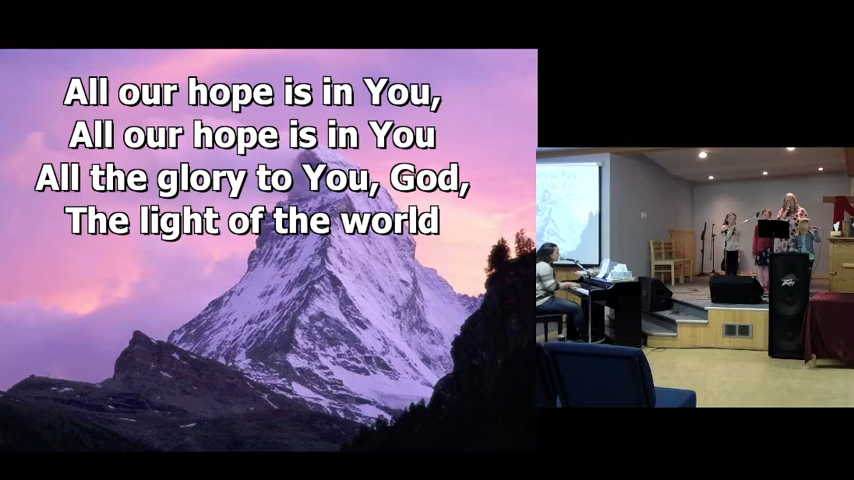 All our hope is in You,
All our hope is in You
All the glory to You, God,
The light of the world
PEAVEY